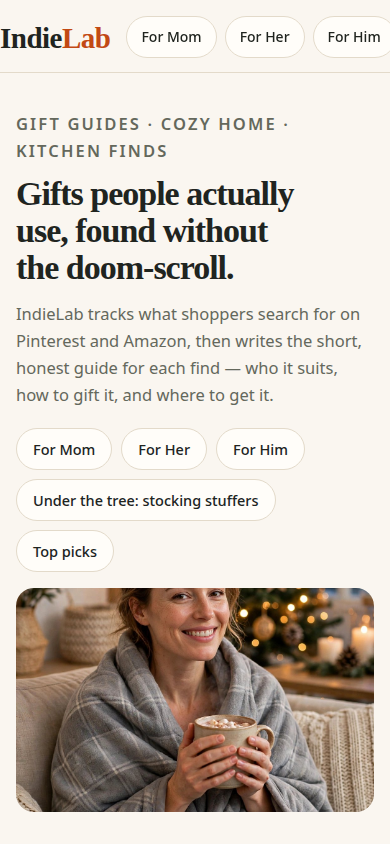 IndieLab
For Mom
For Her
For Him
GIFT GUIDES · COZY HOME ·
KITCHEN FINDS
Gifts people actually
use, found without
the doom-scroll.
IndieLab tracks what shoppers search for on
Pinterest and Amazon, then writes the short,
honest guide for each find — who it suits,
how to gift it, and where to get it.
For Mom
For Her
For Him
Under the tree: stocking stuffers
Top picks